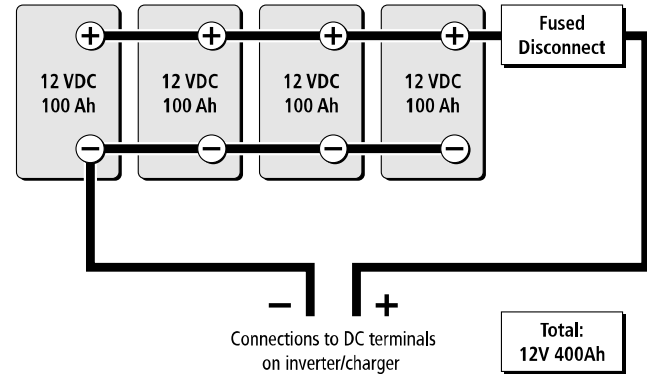 + + + +
Fused
Disconnect
12 VDC 12 VDC 12 VDC 12 VDC
100 Ah 100 Ah 100 Ah 100 Ah
− − − −
− +
Connections to DC terminals
on inverter/charger
Total:
12V 400Ah